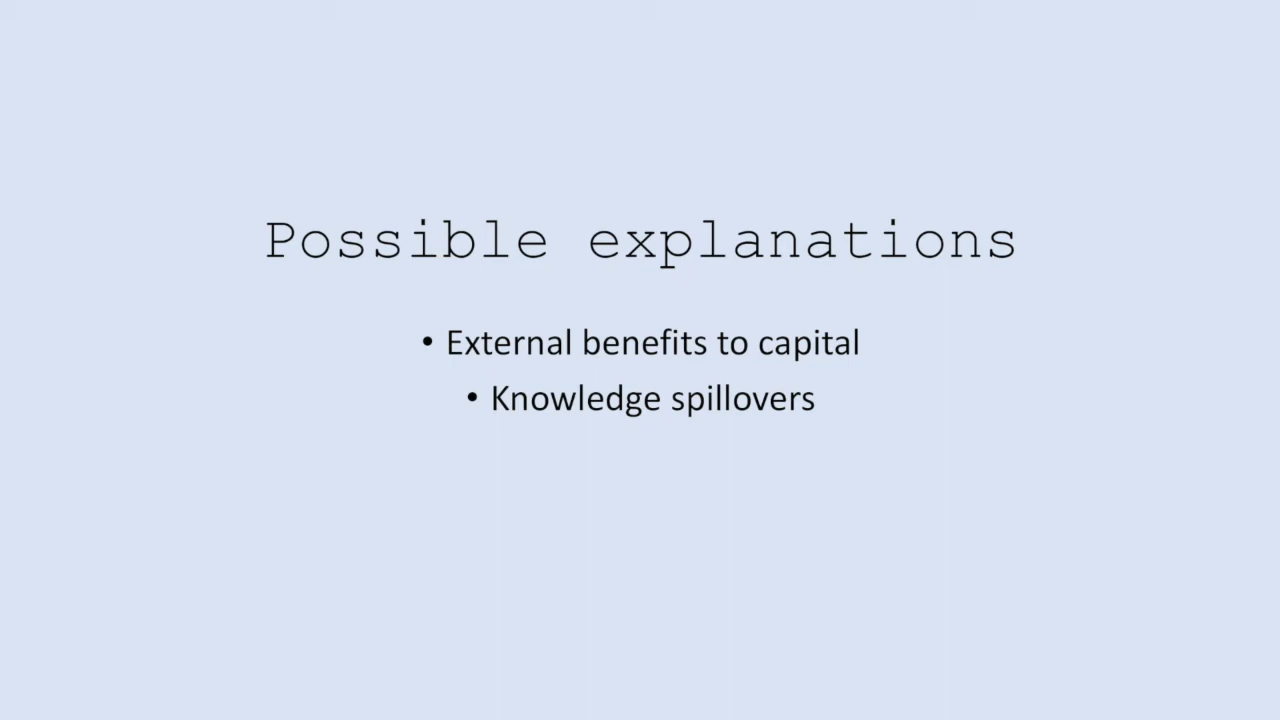 Possible explanations
• External benefits to capital
• Knowledge spillovers